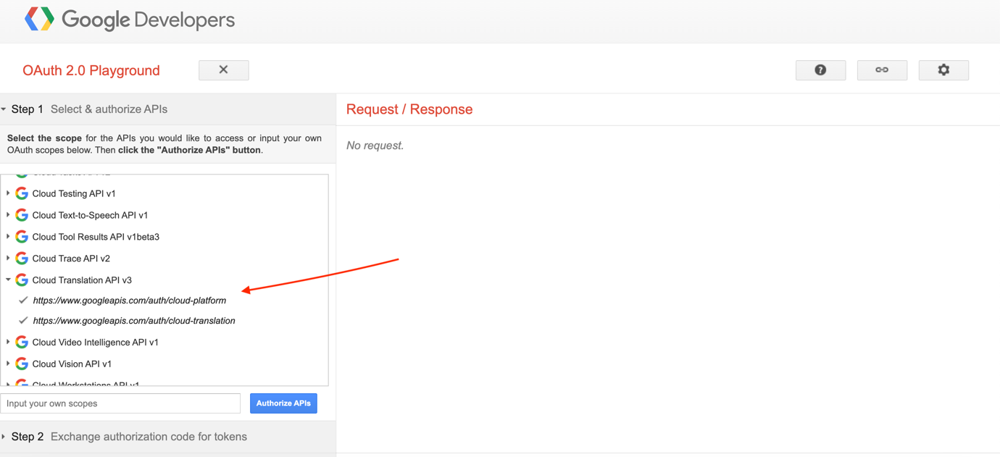 Google Developers
OAuth 2.0 Playground
Step 1 Select & authorize APIs
Request / Response
Select the scope for the APIs you would like to access or input your own
OAuth scopes below. Then click the "Authorize APIs" button.
No request.
Cloud Testing API v1
Cloud Text-to-Speech API v1
Cloud Tool Results API v1beta3
Cloud Trace API v2
Cloud Translation API v3
https://www.googleapis.com/auth/cloud-platform
https://www.googleapis.com/auth/cloud-translation
Cloud Video Intelligence API v1
Cloud Vision API v1
Cloud Workstations API v1
Input your own scopes
Authorize APIs
Step 2 Exchange authorization code for tokens